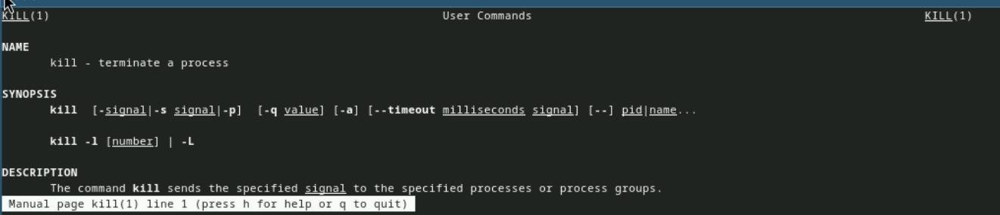 KILL(1) User Commands KILL(1)
NAME
kill - terminate a process
SYNOPSIS
kill [-signal|-s signal|-p] [-q value] [-a] [--timeout milliseconds signal] [--] pid|name...
kill -l [number] | -L
DESCRIPTION
The command kill sends the specified signal to the specified processes or process groups.
Manual page kill(1) line 1 (press h for help or q to quit)